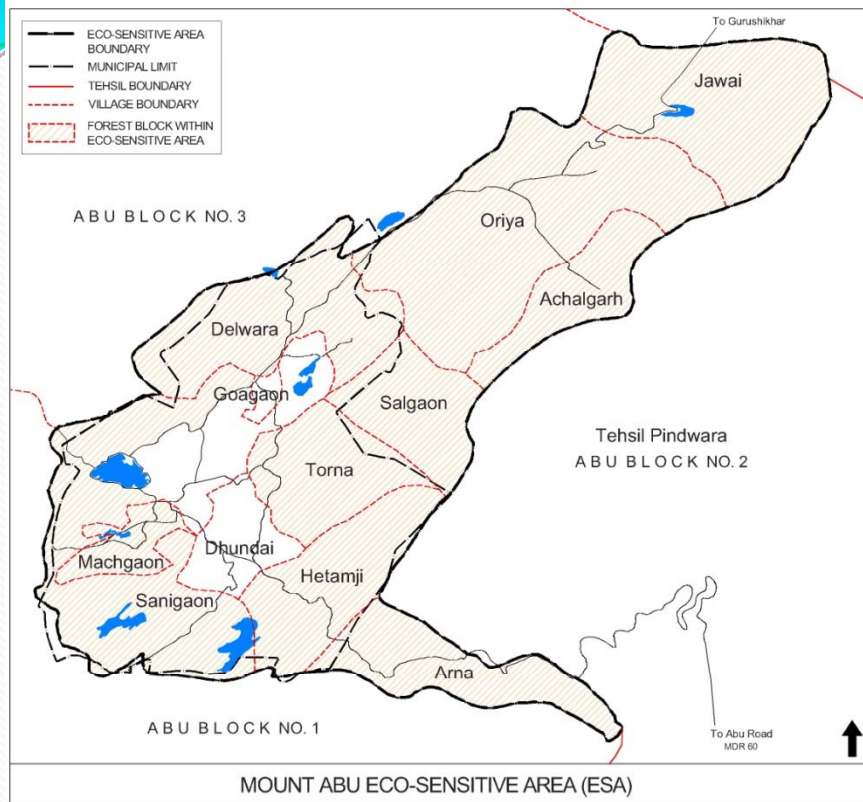 ECO-SENSITIVE AREA
BOUNDARY
MUNICIPAL LIMIT
TEHSIL BOUNDARY
VILLAGE BOUNDARY
FOREST BLOCK WITHIN
ECO-SENSITIVE AREA
To Gurushikhar
Jawai
ABU BLOCK NO. 3
Oriya
Achalgarh
Delwara
Goagaon
Salgaon
Tehsil Pindwara
ABU BLOCK NO. 2
Torna
Dhundai
Machgaon
Hetamji
Sanigaon
Arna
ABU BLOCK NO. 1
To Abu Road
MDR 60
MOUNT ABU ECO-SENSITIVE AREA (ESA)